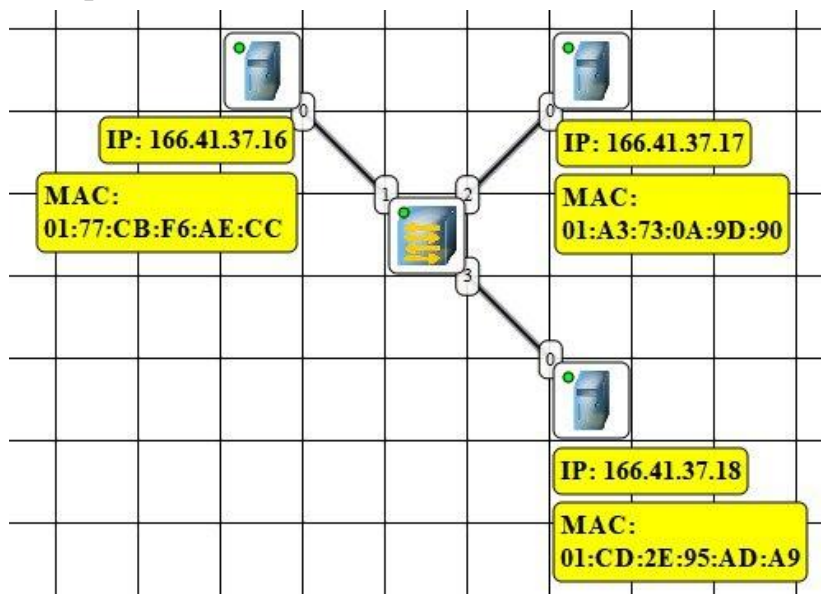 0
0
IP: 166.41.37.16
IP: 166.41.37.17
MAC:
01:77:CB:F6:AE:CC
1
2
MAC:
01:A3:73:0A:9D:90
3
0
IP: 166.41.37.18
MAC:
01:CD:2E:95:AD:A9